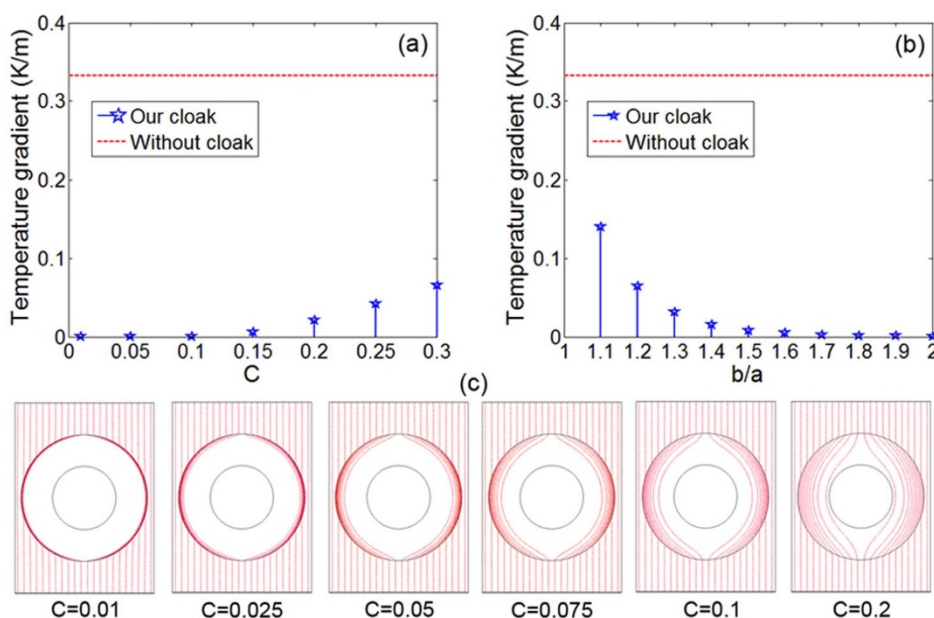 (a)
Temperature gradient (K/m)
0.4
0.3
0.2
0.1
0
Our cloak
Without cloak
0 0.05 0.1 0.15 0.2 0.25 0.3
C
(b)
Temperature gradient (K/m)
0.4
0.3
0.2
0.1
0
Our cloak
Without cloak
1 1.1 1.2 1.3 1.4 1.5 1.6 1.7 1.8 1.9 2
b/a
(c)
C=0.01 C=0.025 C=0.05 C=0.075 C=0.1 C=0.2